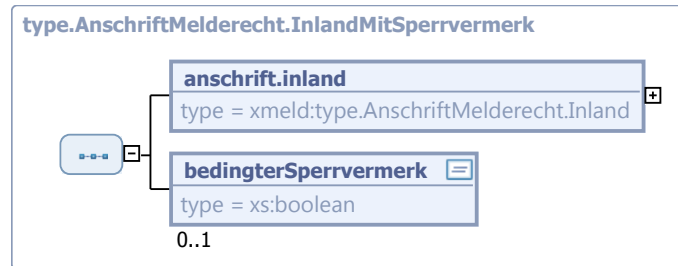 type.AnschriftMelderecht.InlandMitSperrvermerk
anschrift.inland
type = xmeld:type.AnschriftMelderecht.Inland
bedingterSperrvermerk
type = xs:boolean
0..1